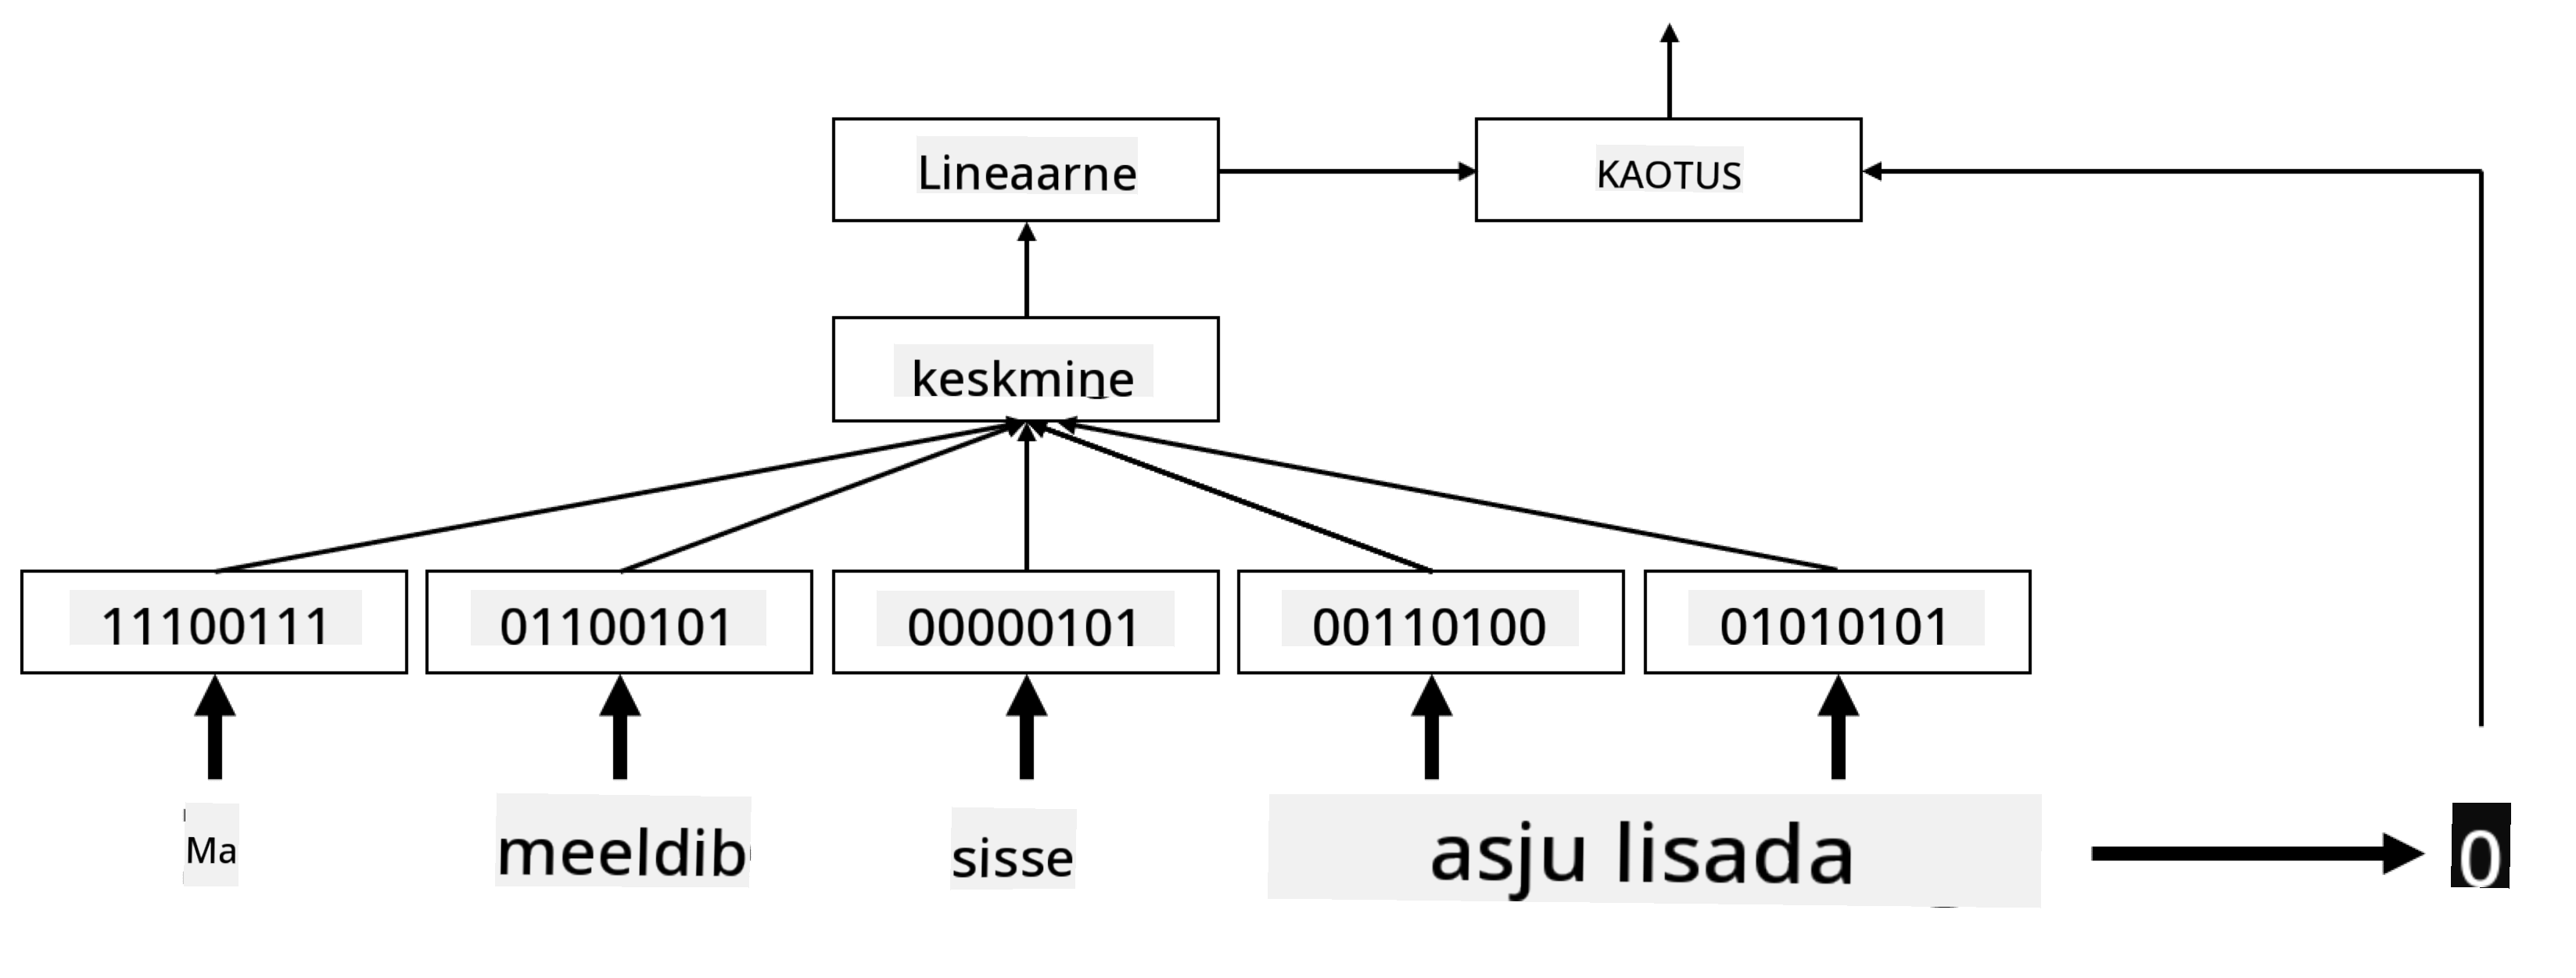 Lineaarne KAOTUS
keskmine
11100111 01100101 00000101 00110100 01010101
Ma meeldib sisse asju lisada 0